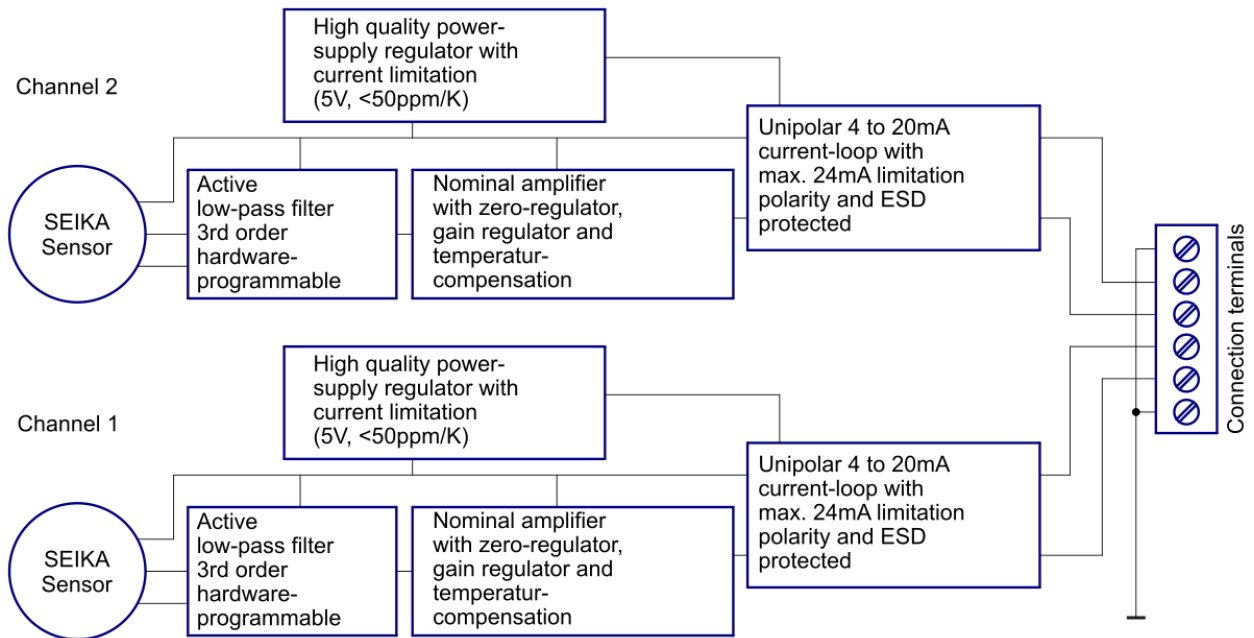 High quality power-
supply regulator with
current limitation
(5V, <50ppm/K)
Channel 2
Unipolar 4 to 20mA
current-loop with
max. 24mA limitation
polarity and ESD
protected
SEIKA
Sensor
Active
low-pass filter
3rd order
hardware-
programmable
Nominal amplifier
with zero-regulator,
gain regulator and
temperatur-
compensation
Connection terminals
High quality power-
supply regulator with
current limitation
(5V, <50ppm/K)
Channel 1
Unipolar 4 to 20mA
current-loop with
max. 24mA limitation
polarity and ESD
protected
SEIKA
Sensor
Active
low-pass filter
3rd order
hardware-
programmable
Nominal amplifier
with zero-regulator,
gain regulator and
temperatur-
compensation